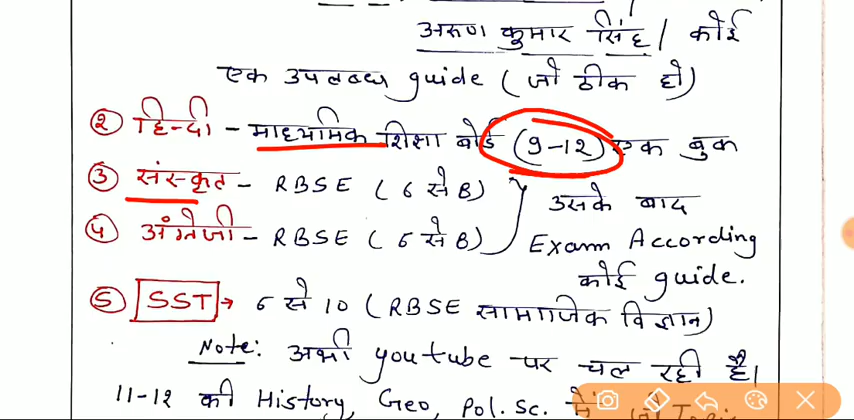 अरुण कुमार सिंह / कोई
एक उपलब्ध guide (जो ठीक हो)
② हिन्दी - माध्यमिक शिक्षा बोर्ड (9-12) एक बुक
③ संस्कृत - RBSE (6 से 8)
उसके बाद
④ अंग्रेजी - RBSE (6 से 8)
Exam According
कोई guide.
⑤ SST → 6 से 10 (RBSE सामाजिक विज्ञान)
Note: अभी youtube पर चल रही है।
11-12 की History, Geo, Pol. Sc. में